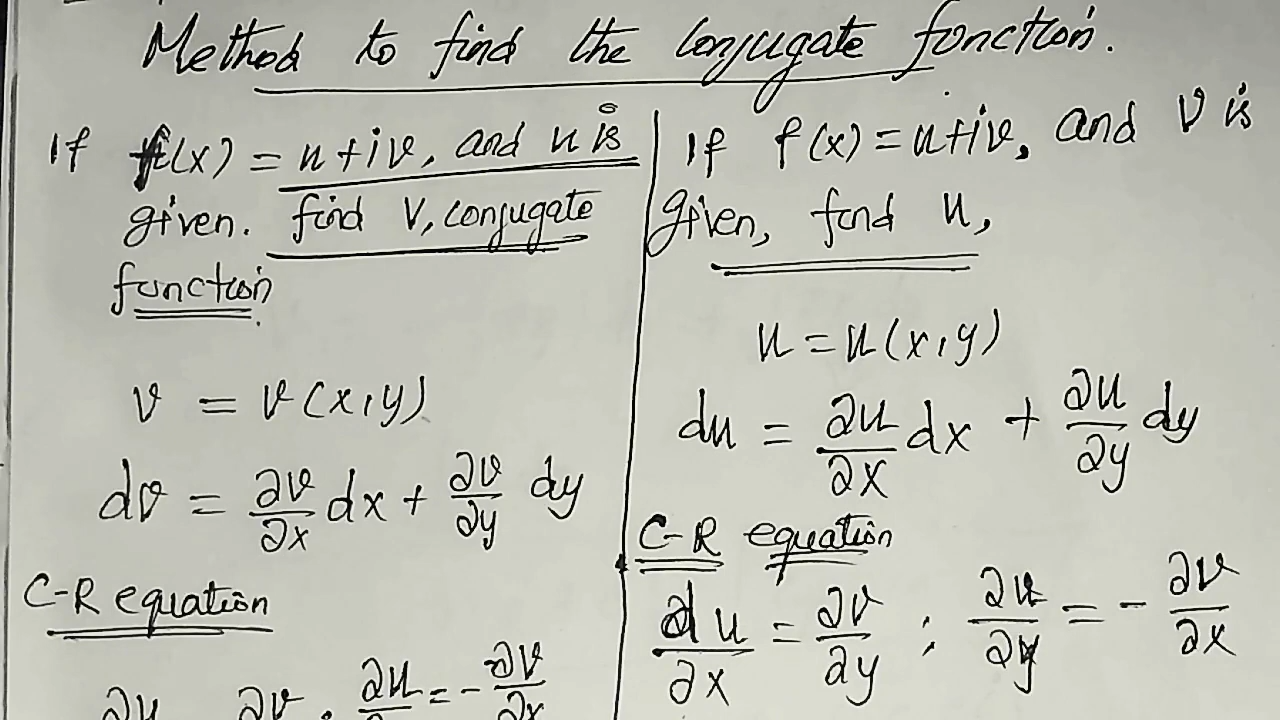 Method to find the Conjugate fonction.
If f(x) = u+iv, and u is
given. find V, conjugate
function.
v = v(x,y)
dv = ∂v/∂x dx + ∂v/∂y dy
C-R equation
∂u ∂v ; ∂u = - ∂v/∂x
If f(x) = u+iv, and V is
given, find u,
u = u(x,y)
du = ∂u/∂x dx + ∂u/∂y dy
C-R equation
∂u/∂x = ∂v/∂y ; ∂u/∂y = - ∂v/∂x